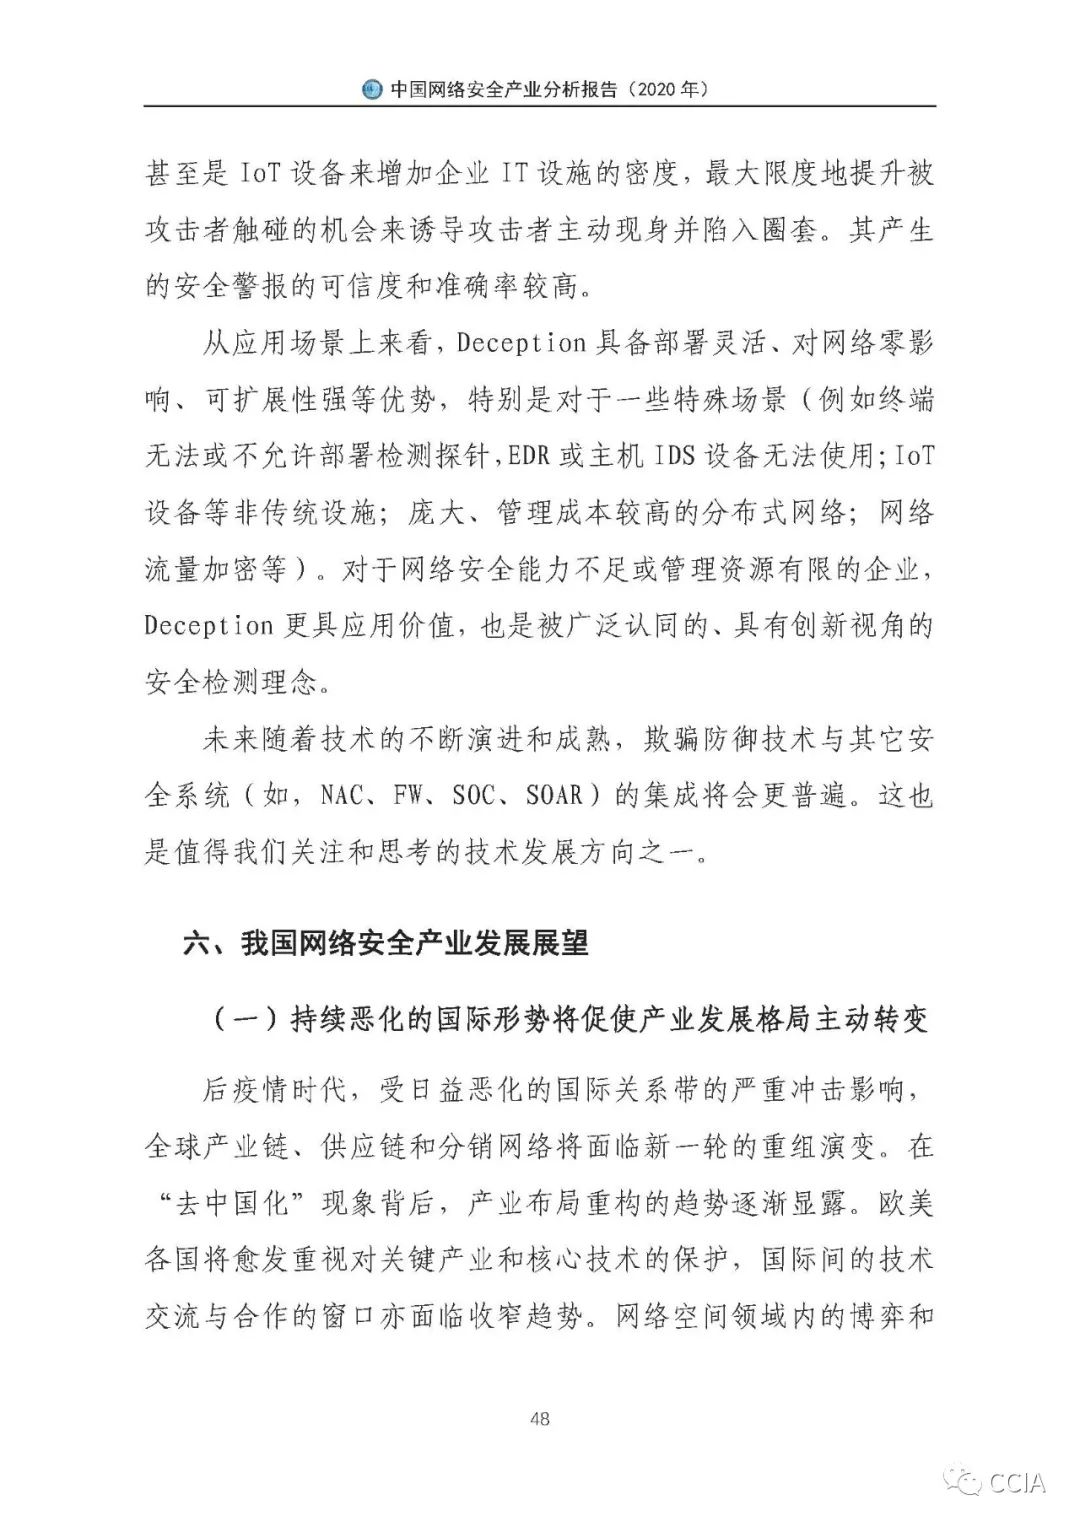 中国网络安全产业分析报告（2020 年）
甚至是 IoT 设备来增加企业 IT 设施的密度，最大限度地提升被
攻击者触碰的机会来诱导攻击者主动现身并陷入圈套。其产生
的安全警报的可信度和准确率较高。
从应用场景上来看，Deception 具备部署灵活、对网络零影
响、可扩展性强等优势，特别是对于一些特殊场景（例如终端
无法或不允许部署检测探针，EDR 或主机 IDS 设备无法使用；IoT
设备等非传统设施；庞大、管理成本较高的分布式网络；网络
流量加密等）。对于网络安全能力不足或管理资源有限的企业，
Deception 更具应用价值，也是被广泛认同的、具有创新视角的
安全检测理念。
未来随着技术的不断演进和成熟，欺骗防御技术与其它安
全系统（如，NAC、FW、SOC、SOAR）的集成将会更普遍。这也
是值得我们关注和思考的技术发展方向之一。
六、我国网络安全产业发展展望
（一）持续恶化的国际形势将促使产业发展格局主动转变
后疫情时代，受日益恶化的国际关系带的严重冲击影响，
全球产业链、供应链和分销网络将面临新一轮的重组演变。在
“去中国化”现象背后，产业布局重构的趋势逐渐显露。欧美
各国将愈发重视对关键产业和核心技术的保护，国际间的技术
交流与合作的窗口亦面临收窄趋势。网络空间领域内的博弈和
48
CCIA